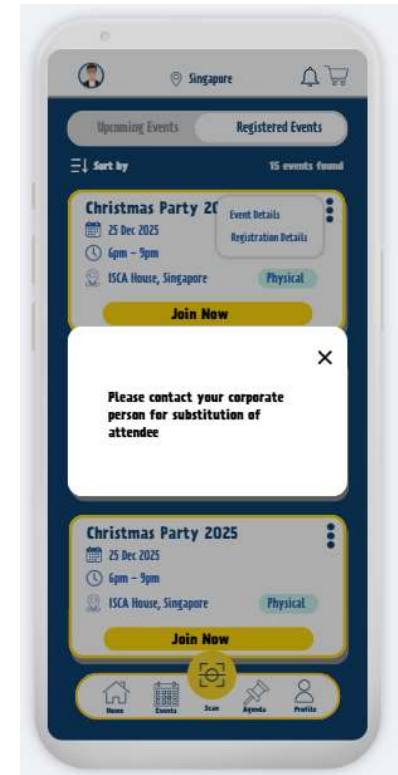 Singapore
Upcoming Events
Registered Events
Sort by
15 events found
Christmas Party 20
Event Details
Registration Details
25 Dec 2025
6pm – 9pm
ISCA House, Singapore
Physical
Join Now
Please contact your corporate
person for substitution of
attendee
Christmas Party 2025
25 Dec 2025
6pm – 9pm
ISCA House, Singapore
Physical
Join Now
Home
Events
Scan
Agenda
Profile